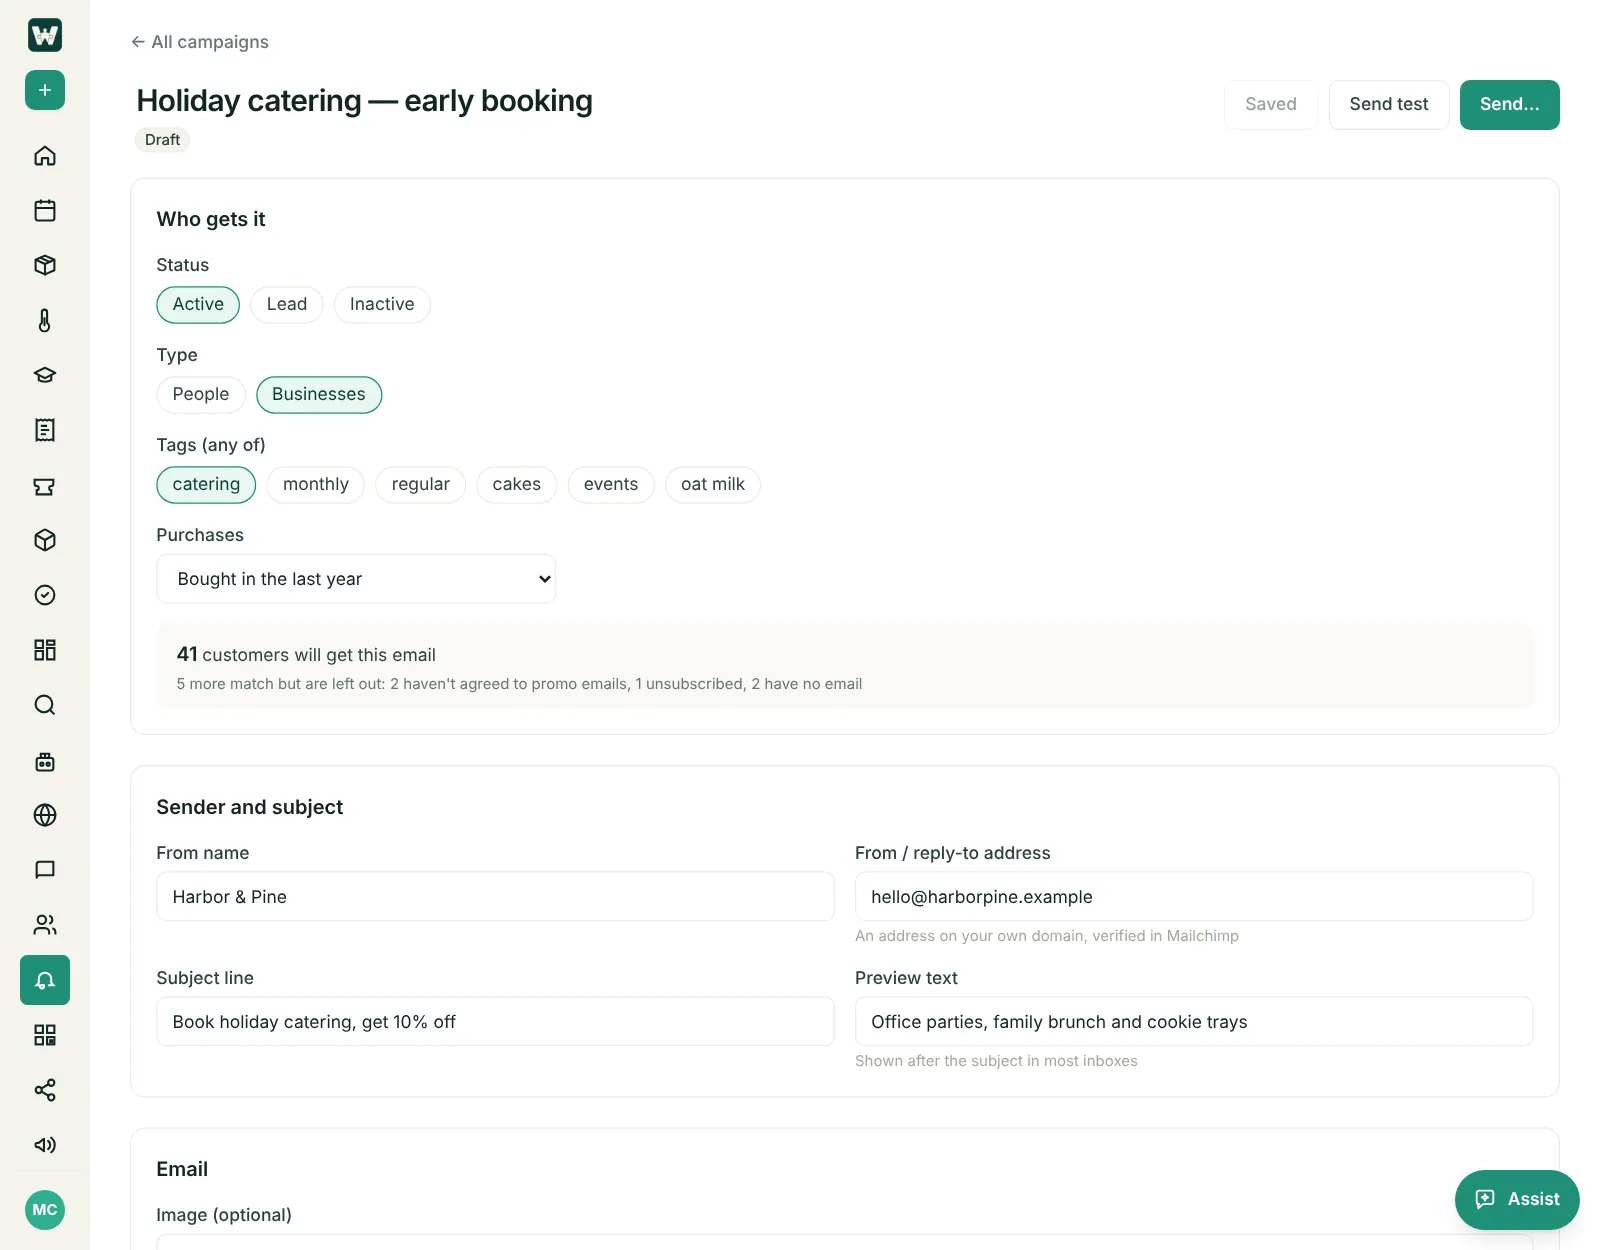 W
+
← All campaigns
Holiday catering — early booking
Draft
Saved
Send test
Send...
Who gets it
Status
Active
Lead
Inactive
Type
People
Businesses
Tags (any of)
catering
monthly
regular
cakes
events
oat milk
Purchases
Bought in the last year
41 customers will get this email
5 more match but are left out: 2 haven't agreed to promo emails, 1 unsubscribed, 2 have no email
Sender and subject
From name
From / reply-to address
Harbor & Pine
hello@harborpine.example
An address on your own domain, verified in Mailchimp
Subject line
Preview text
Book holiday catering, get 10% off
Office parties, family brunch and cookie trays
Shown after the subject in most inboxes
Email
Image (optional)
MC
Assist